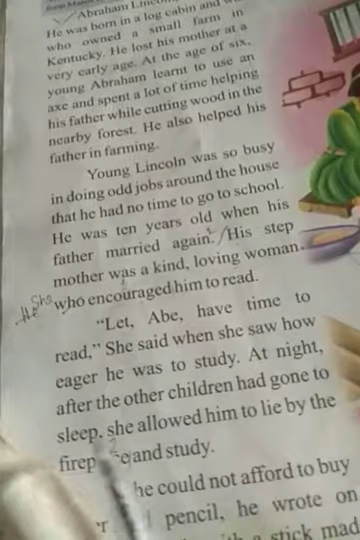 Abraham
He was born in a log cabin and
who owned a small farm in
Kentucky. He lost his mother at a
very early age. At the age of six,
young Abraham learnt to use an
axe and spent a lot of time helping
his father while cutting wood in the
nearby forest. He also helped his
father in farming.
Young Lincoln was so busy
in doing odd jobs around the house
that he had no time to go to school.
He was ten years old when his
father married again. His step
mother was a kind, loving woman.
He She who encouraged him to read.
"Let, Abe, have time to
read," She said when she saw how
eager he was to study. At night,
after the other children had gone to
sleep, she allowed him to lie by the
firep e and study.
he could not afford to buy
pencil, he wrote on
a stick mad